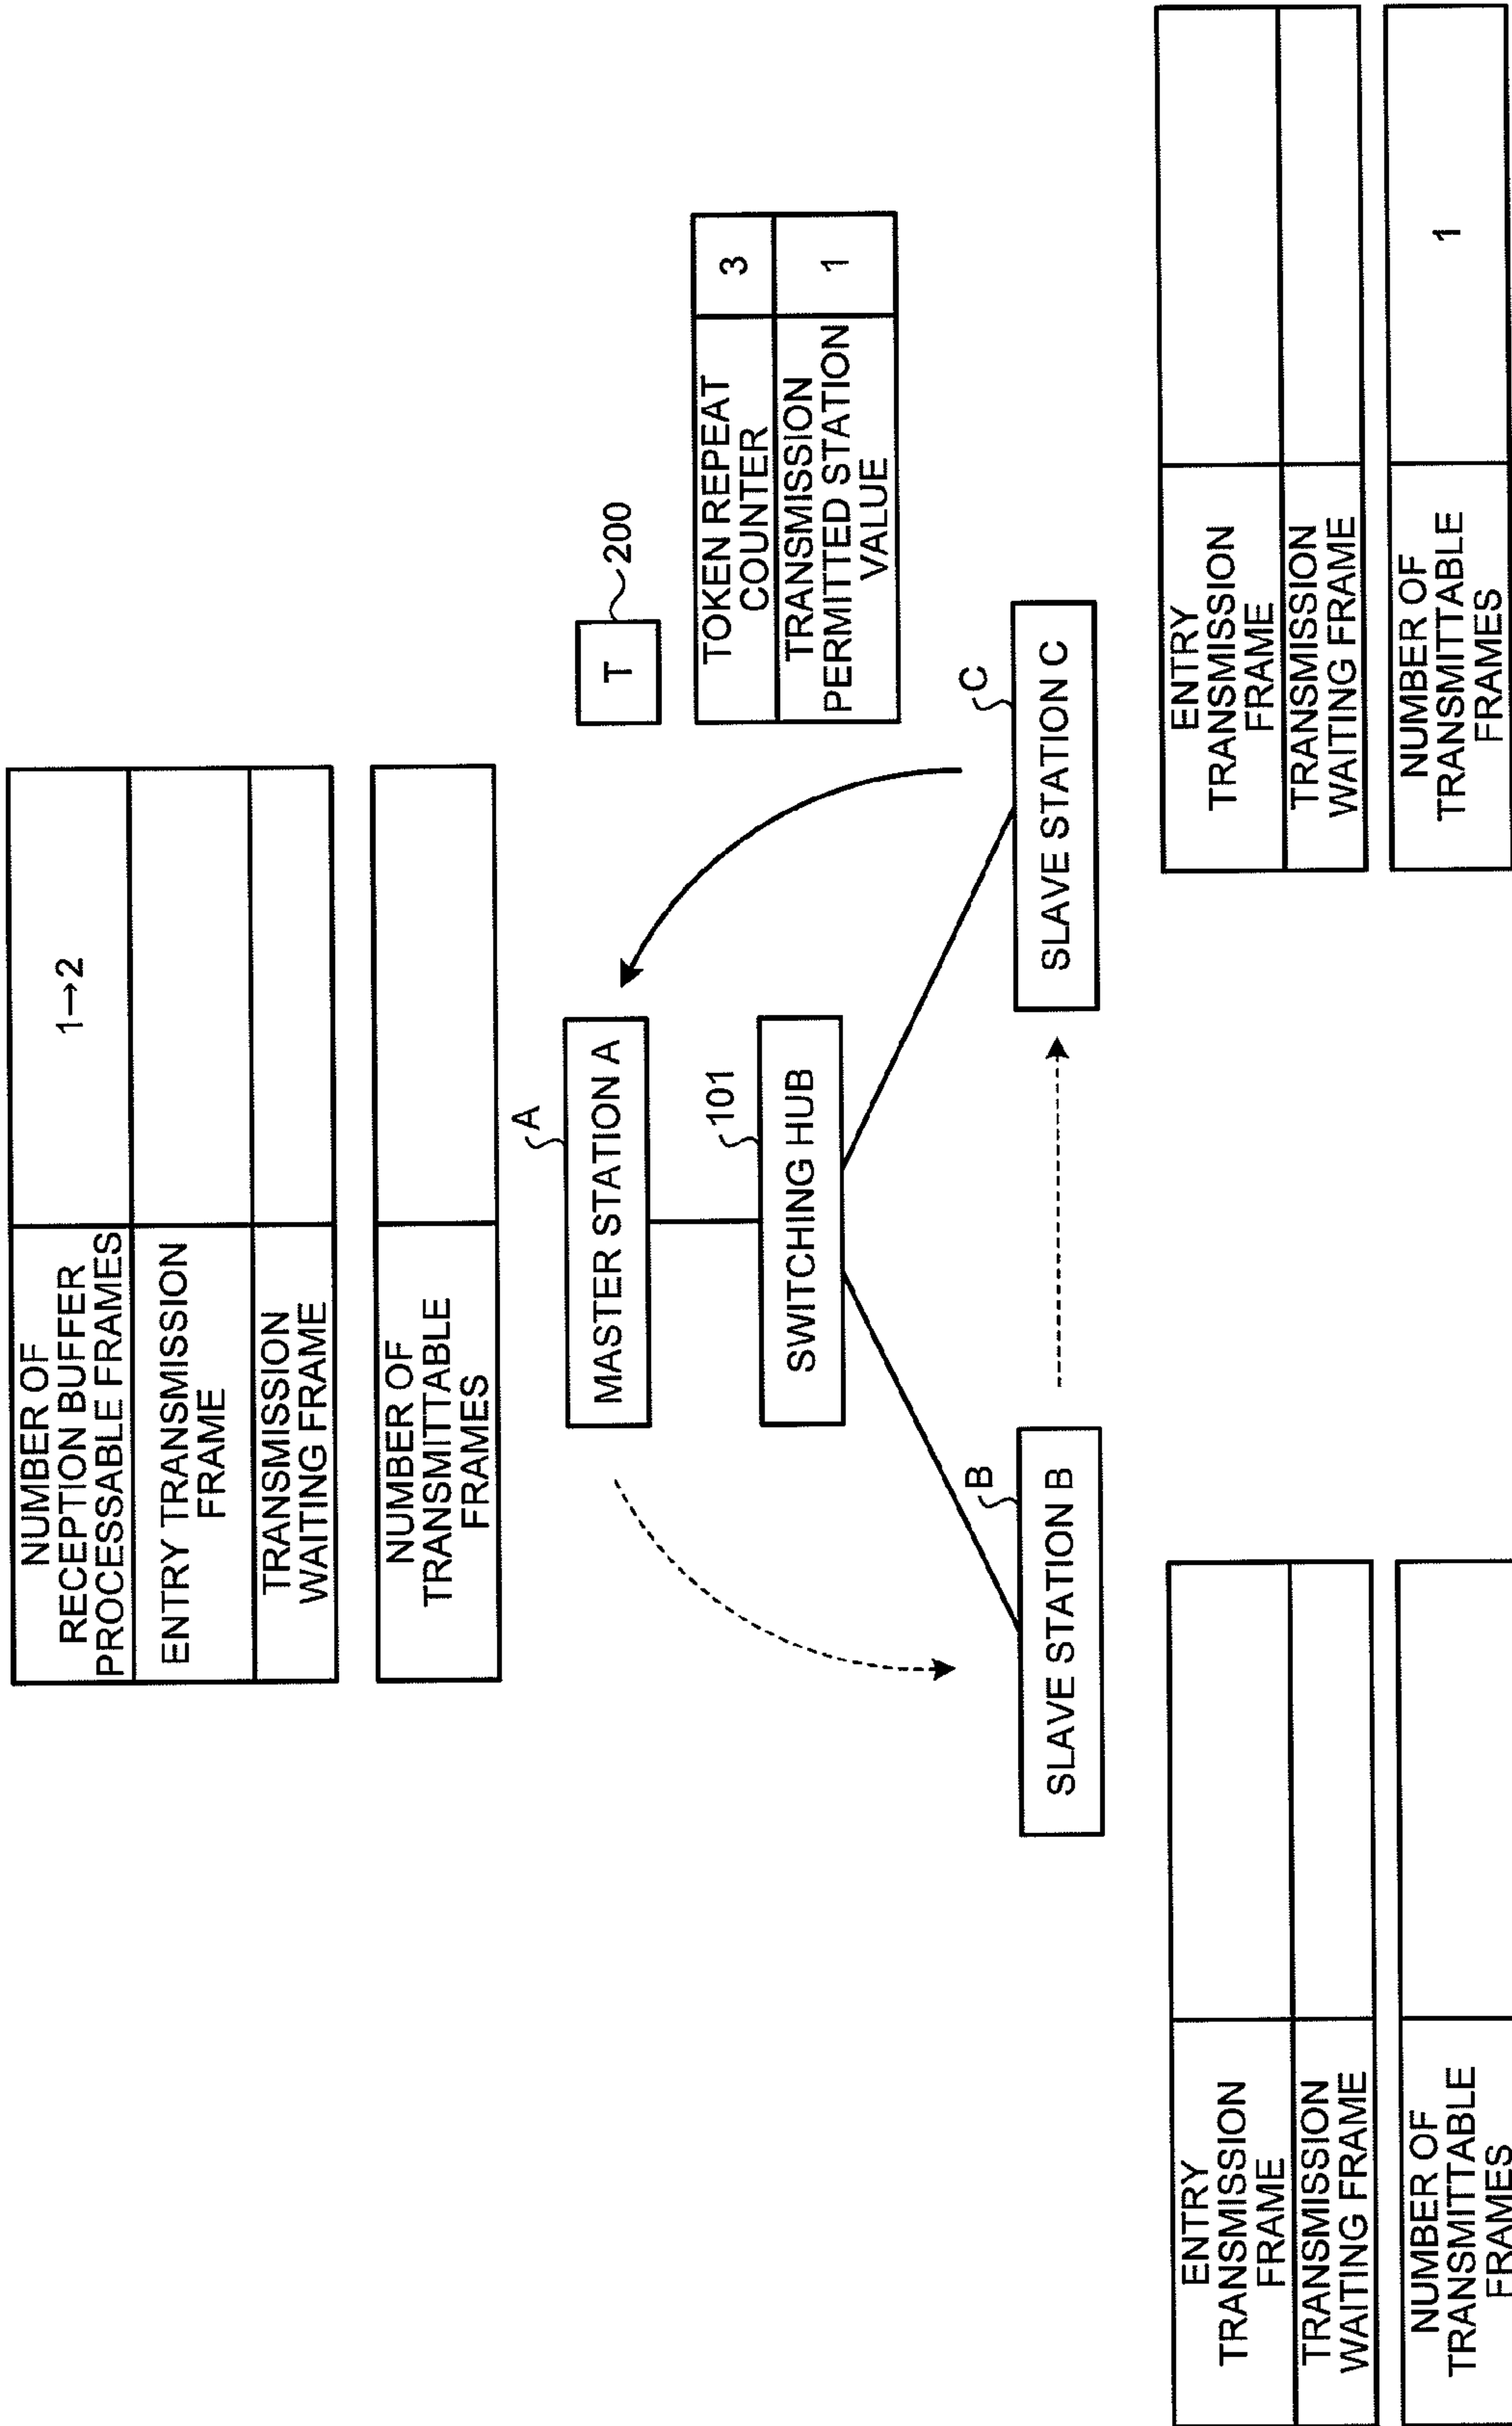 NUMBER OF
RECEPTION BUFFER
PROCESSABLE FRAMES
1→2
ENTRY TRANSMISSION
FRAME
TRANSMISSION
WAITING FRAME
NUMBER OF
TRANSMITTABLE
FRAMES
A
MASTER STATION A
T
200
101
SWITCHING HUB
TOKEN REPEAT
COUNTER
3
TRANSMISSION
PERMITTED STATION
VALUE
1
B
SLAVE STATION B
C
SLAVE STATION C
ENTRY
TRANSMISSION
FRAME
TRANSMISSION
WAITING FRAME
NUMBER OF
TRANSMITTABLE
FRAMES
ENTRY
TRANSMISSION
FRAME
TRANSMISSION
WAITING FRAME
NUMBER OF
TRANSMITTABLE
FRAMES
1